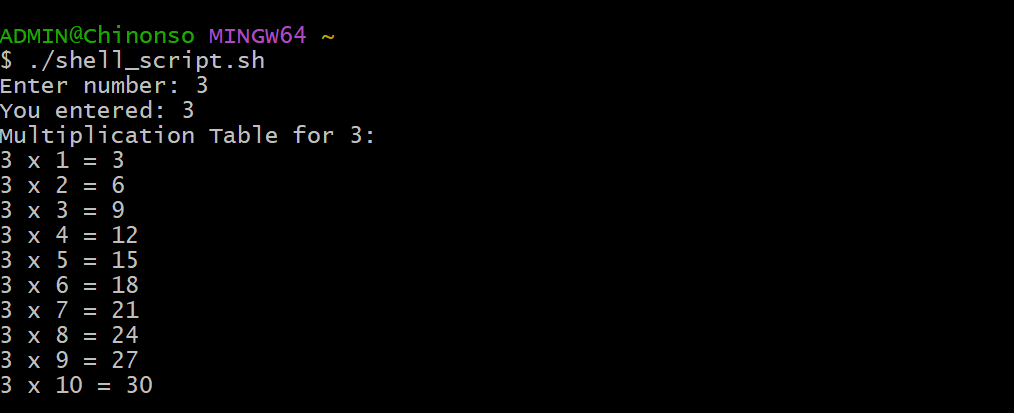 ADMIN@Chinonso MINGW64 ~
$ ./shell_script.sh
Enter number: 3
You entered: 3
Multiplication Table for 3:
3 x 1 = 3
3 x 2 = 6
3 x 3 = 9
3 x 4 = 12
3 x 5 = 15
3 x 6 = 18
3 x 7 = 21
3 x 8 = 24
3 x 9 = 27
3 x 10 = 30